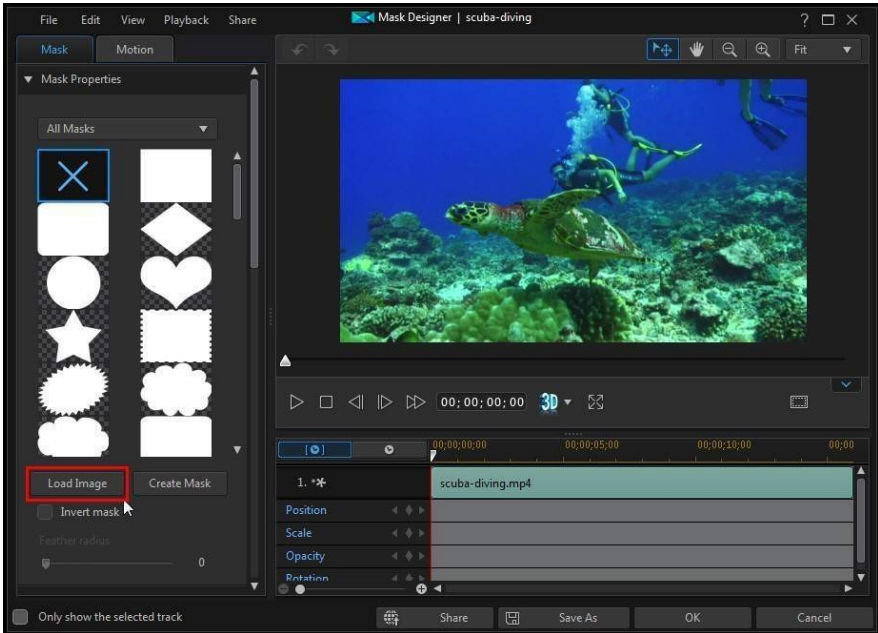 File Edit View Playback Share
Mask Designer | scuba-diving
?
Mask Motion
Fit
Mask Properties
All Masks
3D
00;00;00;00
00;00;00;00 00;00;05;00 00;00;10;00 00;00
Load Image Create Mask
1. *
scuba-diving.mp4
Invert mask
Position
Feather radius
Scale
0
Opacity
Rotation
Only show the selected track
Share
Save As
OK
Cancel